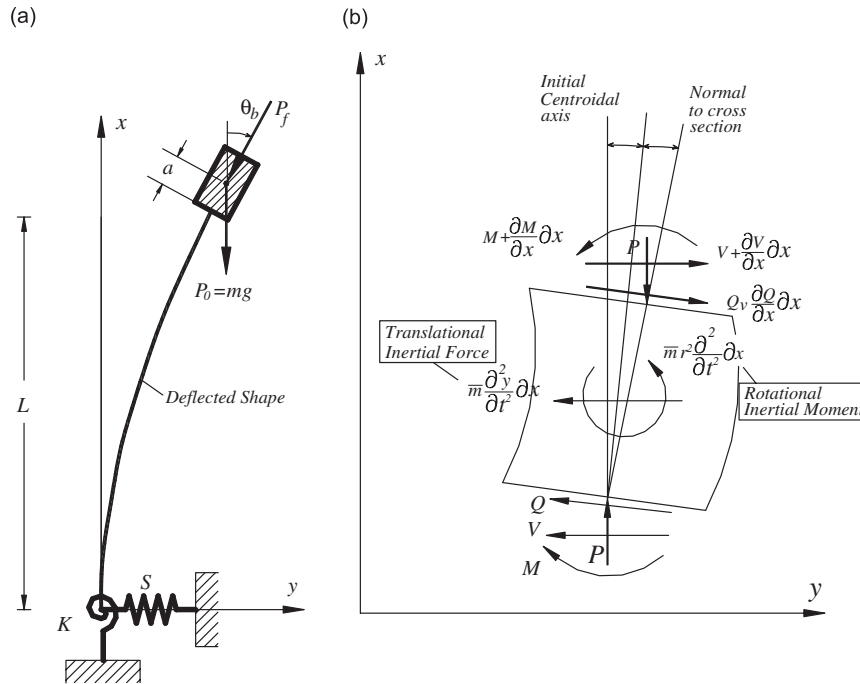 (a)
x
θb
Pf
a
P0=mg
L
Deflected Shape
S
y
K
(b)
x
Initial
Centroidal
axis
Normal
to cross
section
M+∂M/∂x ∂x
P
V+∂V/∂x ∂x
Qv ∂Q/∂x ∂x
Translational
Inertial Force
m̅ ∂²y/∂t² ∂x
m̅ r² ∂²/∂t² ∂x
Rotational
Inertial Moment
Q
V
P
M
y